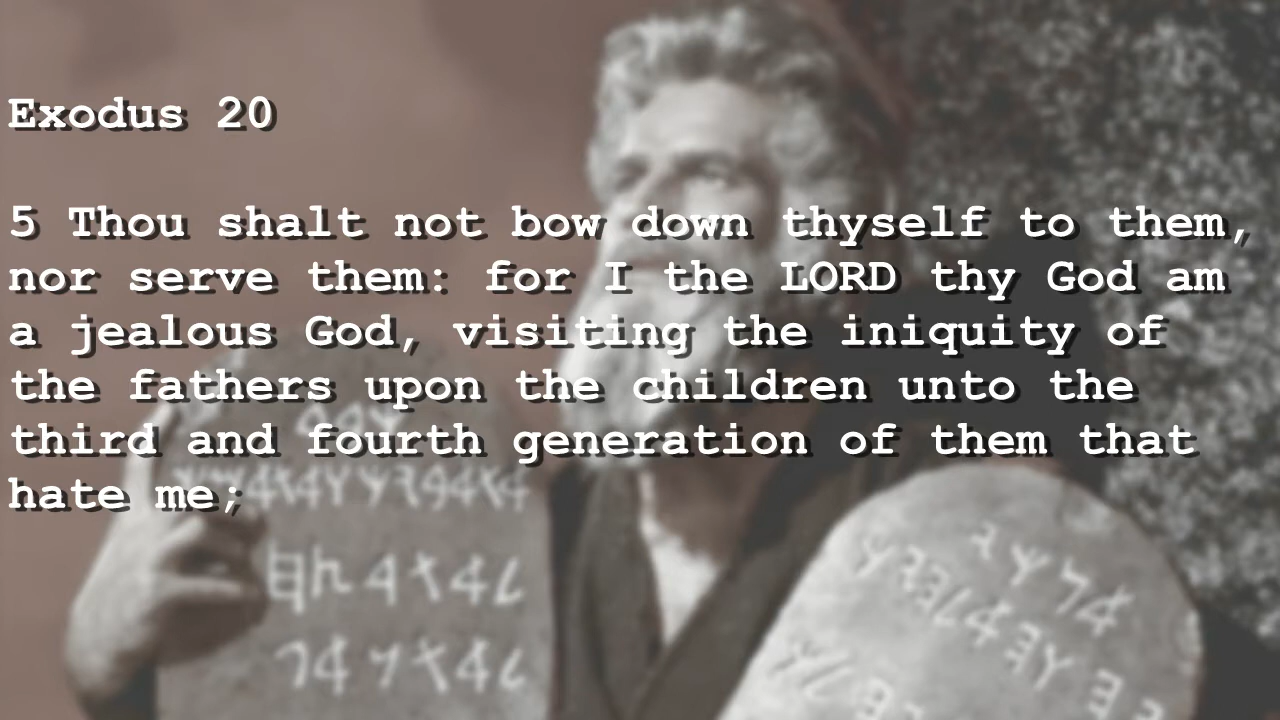 Exodus 20
5 Thou shalt not bow down thyself to them,
nor serve them: for I the LORD thy God am
a jealous God, visiting the iniquity of
the fathers upon the children unto the
third and fourth generation of them that
hate me;